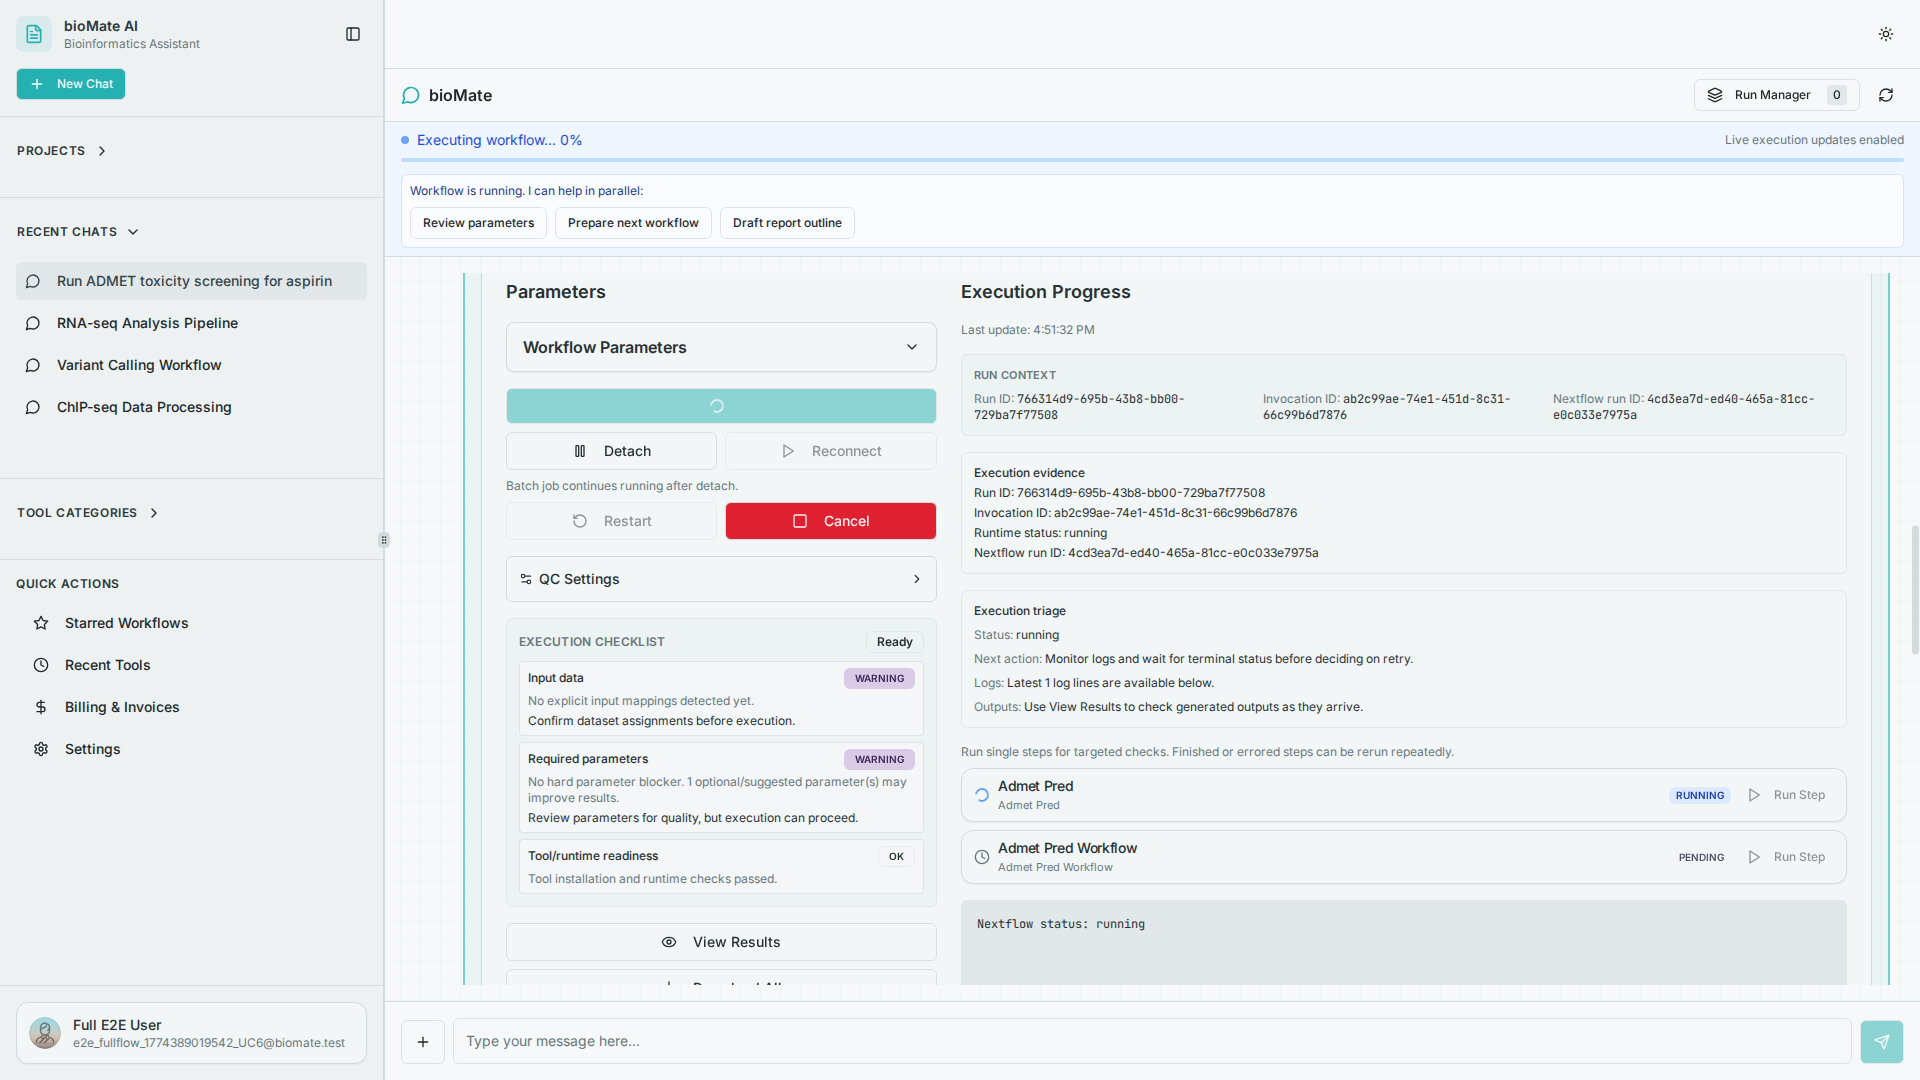 bioMate AI
Bioinformatics Assistant
New Chat
PROJECTS
RECENT CHATS
Run ADMET toxicity screening for aspirin
RNA-seq Analysis Pipeline
Variant Calling Workflow
ChIP-seq Data Processing
TOOL CATEGORIES
QUICK ACTIONS
Starred Workflows
Recent Tools
Billing & Invoices
Settings
Full E2E User
e2e_fullflow_1774389019542_UC6@biomate.test
bioMate
Run Manager 0
Executing workflow... 0%
Live execution updates enabled
Workflow is running. I can help in parallel:
Review parameters
Prepare next workflow
Draft report outline
Parameters
Workflow Parameters
Detach
Reconnect
Batch job continues running after detach.
Restart
Cancel
QC Settings
EXECUTION CHECKLIST
Ready
Input data
WARNING
No explicit input mappings detected yet.
Confirm dataset assignments before execution.
Required parameters
WARNING
No hard parameter blocker. 1 optional/suggested parameter(s) may
improve results.
Review parameters for quality, but execution can proceed.
Tool/runtime readiness
OK
Tool installation and runtime checks passed.
View Results
Execution Progress
Last update: 4:51:32 PM
RUN CONTEXT
Run ID: 766314d9-695b-43b8-bb00-
729ba7f77508
Invocation ID: ab2c99ae-74e1-451d-8c31-
66c99b6d7876
Nextflow run ID: 4cd3ea7d-ed40-465a-81cc-
e0c033e7975a
Execution evidence
Run ID: 766314d9-695b-43b8-bb00-729ba7f77508
Invocation ID: ab2c99ae-74e1-451d-8c31-66c99b6d7876
Runtime status: running
Nextflow run ID: 4cd3ea7d-ed40-465a-81cc-e0c033e7975a
Execution triage
Status: running
Next action: Monitor logs and wait for terminal status before deciding on retry.
Logs: Latest 1 log lines are available below.
Outputs: Use View Results to check generated outputs as they arrive.
Run single steps for targeted checks. Finished or errored steps can be rerun repeatedly.
Admet Pred
Admet Pred
RUNNING
Run Step
Admet Pred Workflow
Admet Pred Workflow
PENDING
Run Step
Nextflow status: running
Type your message here...